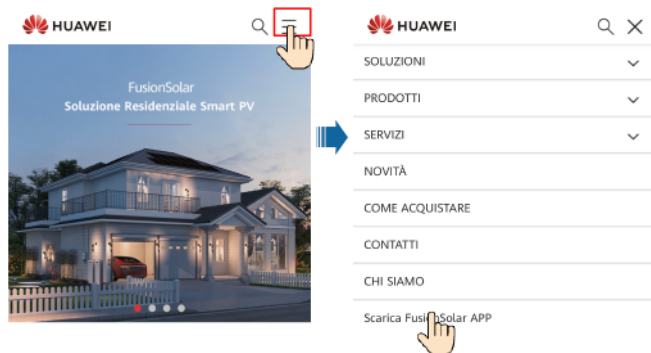 HUAWEI
FusionSolar
Soluzione Residenziale Smart PV
HUAWEI
SOLUZIONI
PRODOTTI
SERVIZI
NOVITÀ
COME ACQUISTARE
CONTATTI
CHI SIAMO
Scarica FusionSolar APP